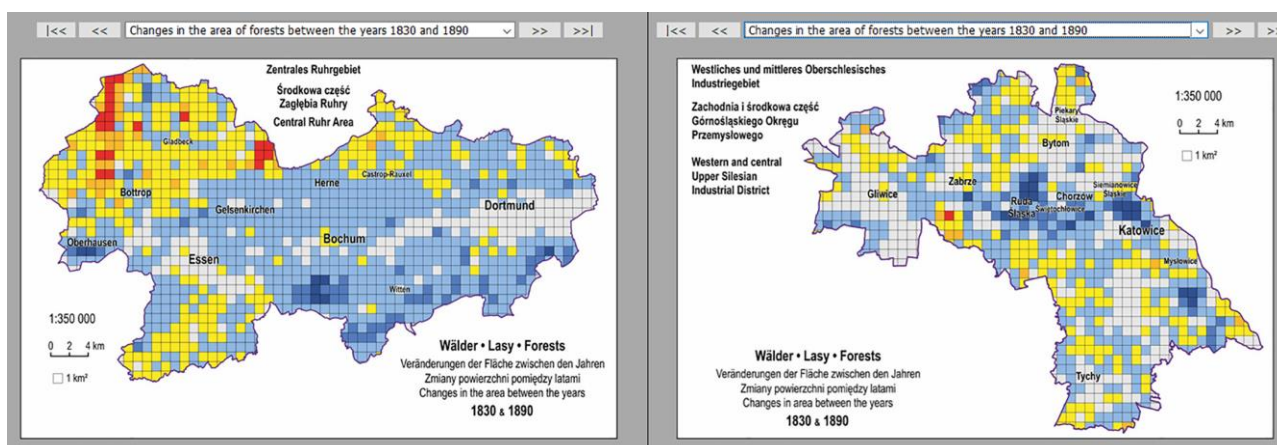 |<< << Changes in the area of forests between the years 1830 and 1890 >> >>|
Zentrales Ruhrgebiet
Środkowa część
Zagłębia Ruhry
Central Ruhr Area
Gladbeck
Castrop-Rauxel
Herne
Bottrop
Gelsenkirchen
Dortmund
Oberhausen
Bochum
Essen
Witten
1:350 000
0 2 4 km
1 km²
Wälder • Lasy • Forests
Veränderungen der Fläche zwischen den Jahren
Zmiany powierzchni pomiędzy latami
Changes in area between the years
1830 & 1890
|<< << Changes in the area of forests between the years 1830 and 1890 >> >>
Westliches und mittleres Oberschlesisches
Industriegebiet
Zachodnia i środkowa część
Górnośląskiego Okręgu
Przemysłowego
Western and central
Upper Silesian
Industrial District
1:350 000
0 2 4 km
1 km²
Piekary
Śląskie
Bytom
Zabrze
Gliwice
Siemianowice
Śląskie
Chorzów
Ruda
Śląska
Świętochłowice
Katowice
Mysłowice
Tychy
Wälder • Lasy • Forests
Veränderungen der Fläche zwischen den Jahren
Zmiany powierzchni pomiędzy latami
Changes in area between the years
1830 & 1890